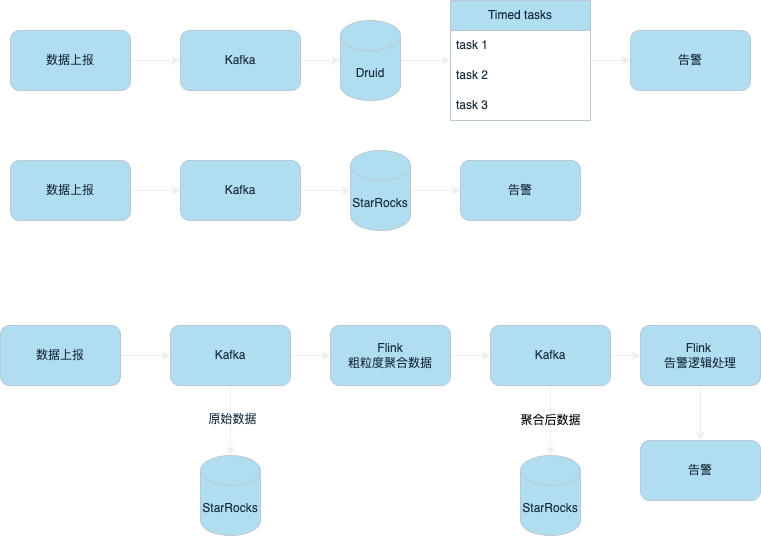 数据上报
Kafka
Druid
Timed tasks
task 1
task 2
task 3
告警
数据上报
Kafka
StarRocks
告警
数据上报
Kafka
Flink
粗粒度聚合数据
Kafka
Flink
告警逻辑处理
原始数据
聚合后数据
StarRocks
StarRocks
告警